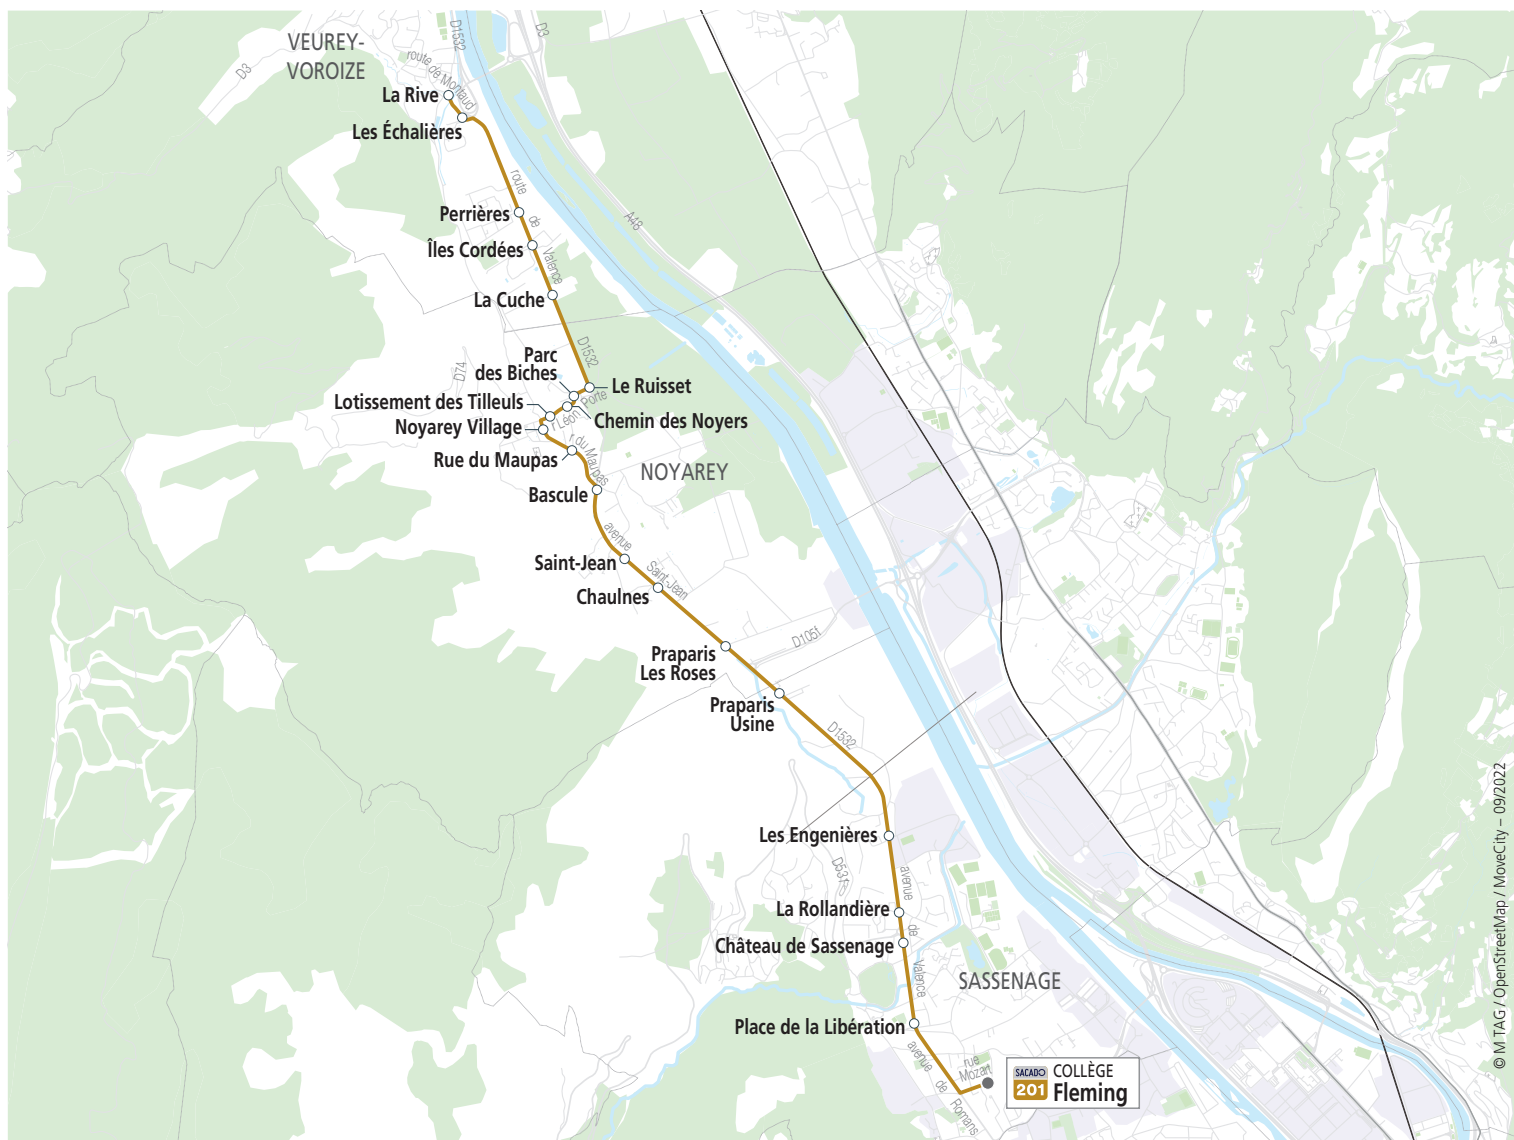 VEUREY-
VOROIZE
D3
D1532
D3
route de Montaud
La Rive
Les Échalières
route
de
Valence
A48
Perrières
Îles Cordées
La Cuche
D1532
D74
Parc
des Biches
Le Ruisset
Lotissement des Tilleuls
r Léon Porte
Chemin des Noyers
Noyarey Village
r du Maupas
Rue du Maupas
NOYAREY
Bascule
avenue
Saint-Jean
Saint-Jean
Chaulnes
D105f
Praparis
Les Roses
Praparis
Usine
D1532
Les Engenières
D531
avenue
de
Valence
La Rollandière
Château de Sassenage
SASSENAGE
Place de la Libération
avenue
de
Romans
rue
Mozart
SACADO
201
COLLÈGE
Fleming
© M TAG / OpenStreetMap / MoveCity – 09/2022